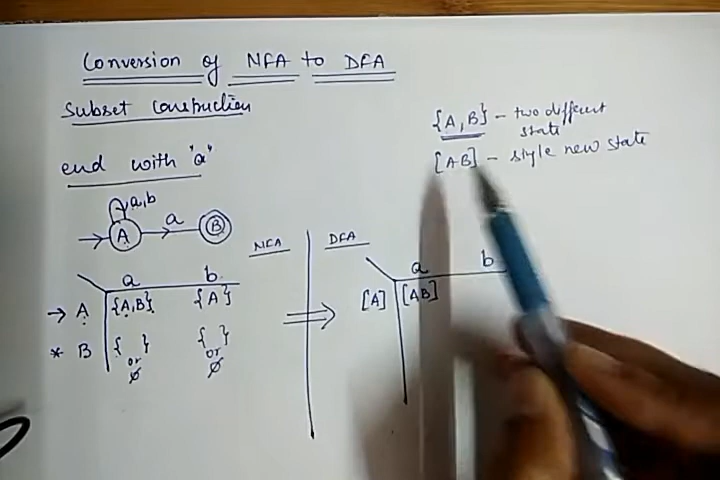 Conversion of NFA to DFA
Subset Construction
{A,B} - two different
state
[AB] - style new state
end with "a"
a,b
A
a
B
NFA
DFA
a b
→ A {A,B} {A}
* B { } { }
or or
ϕ ϕ
a b
[A] [AB]